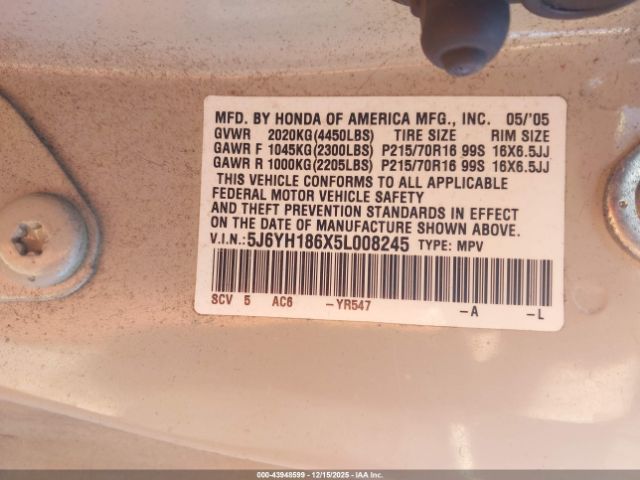 MFD. BY HONDA OF AMERICA MFG., INC. 05/'05
GVWR 2020KG(4450LBS) TIRE SIZE RIM SIZE
GAWR F 1045KG(2300LBS) P215/70R16 99S 16X6.5JJ
GAWR R 1000KG(2205LBS) P215/70R16 99S 16X6.5JJ
THIS VEHICLE CONFORMS TO ALL APPLICABLE
FEDERAL MOTOR VEHICLE SAFETY
AND THEFT PREVENTION STANDARDS IN EFFECT
ON THE DATE OF MANUFACTURE SHOWN ABOVE.
V.I.N.: 5J6YH186X5L008245 TYPE: MPV
SCV 5 AC6 -YR547 -A -L
000-43948599 - 12/15/2025 - IAAI.COM